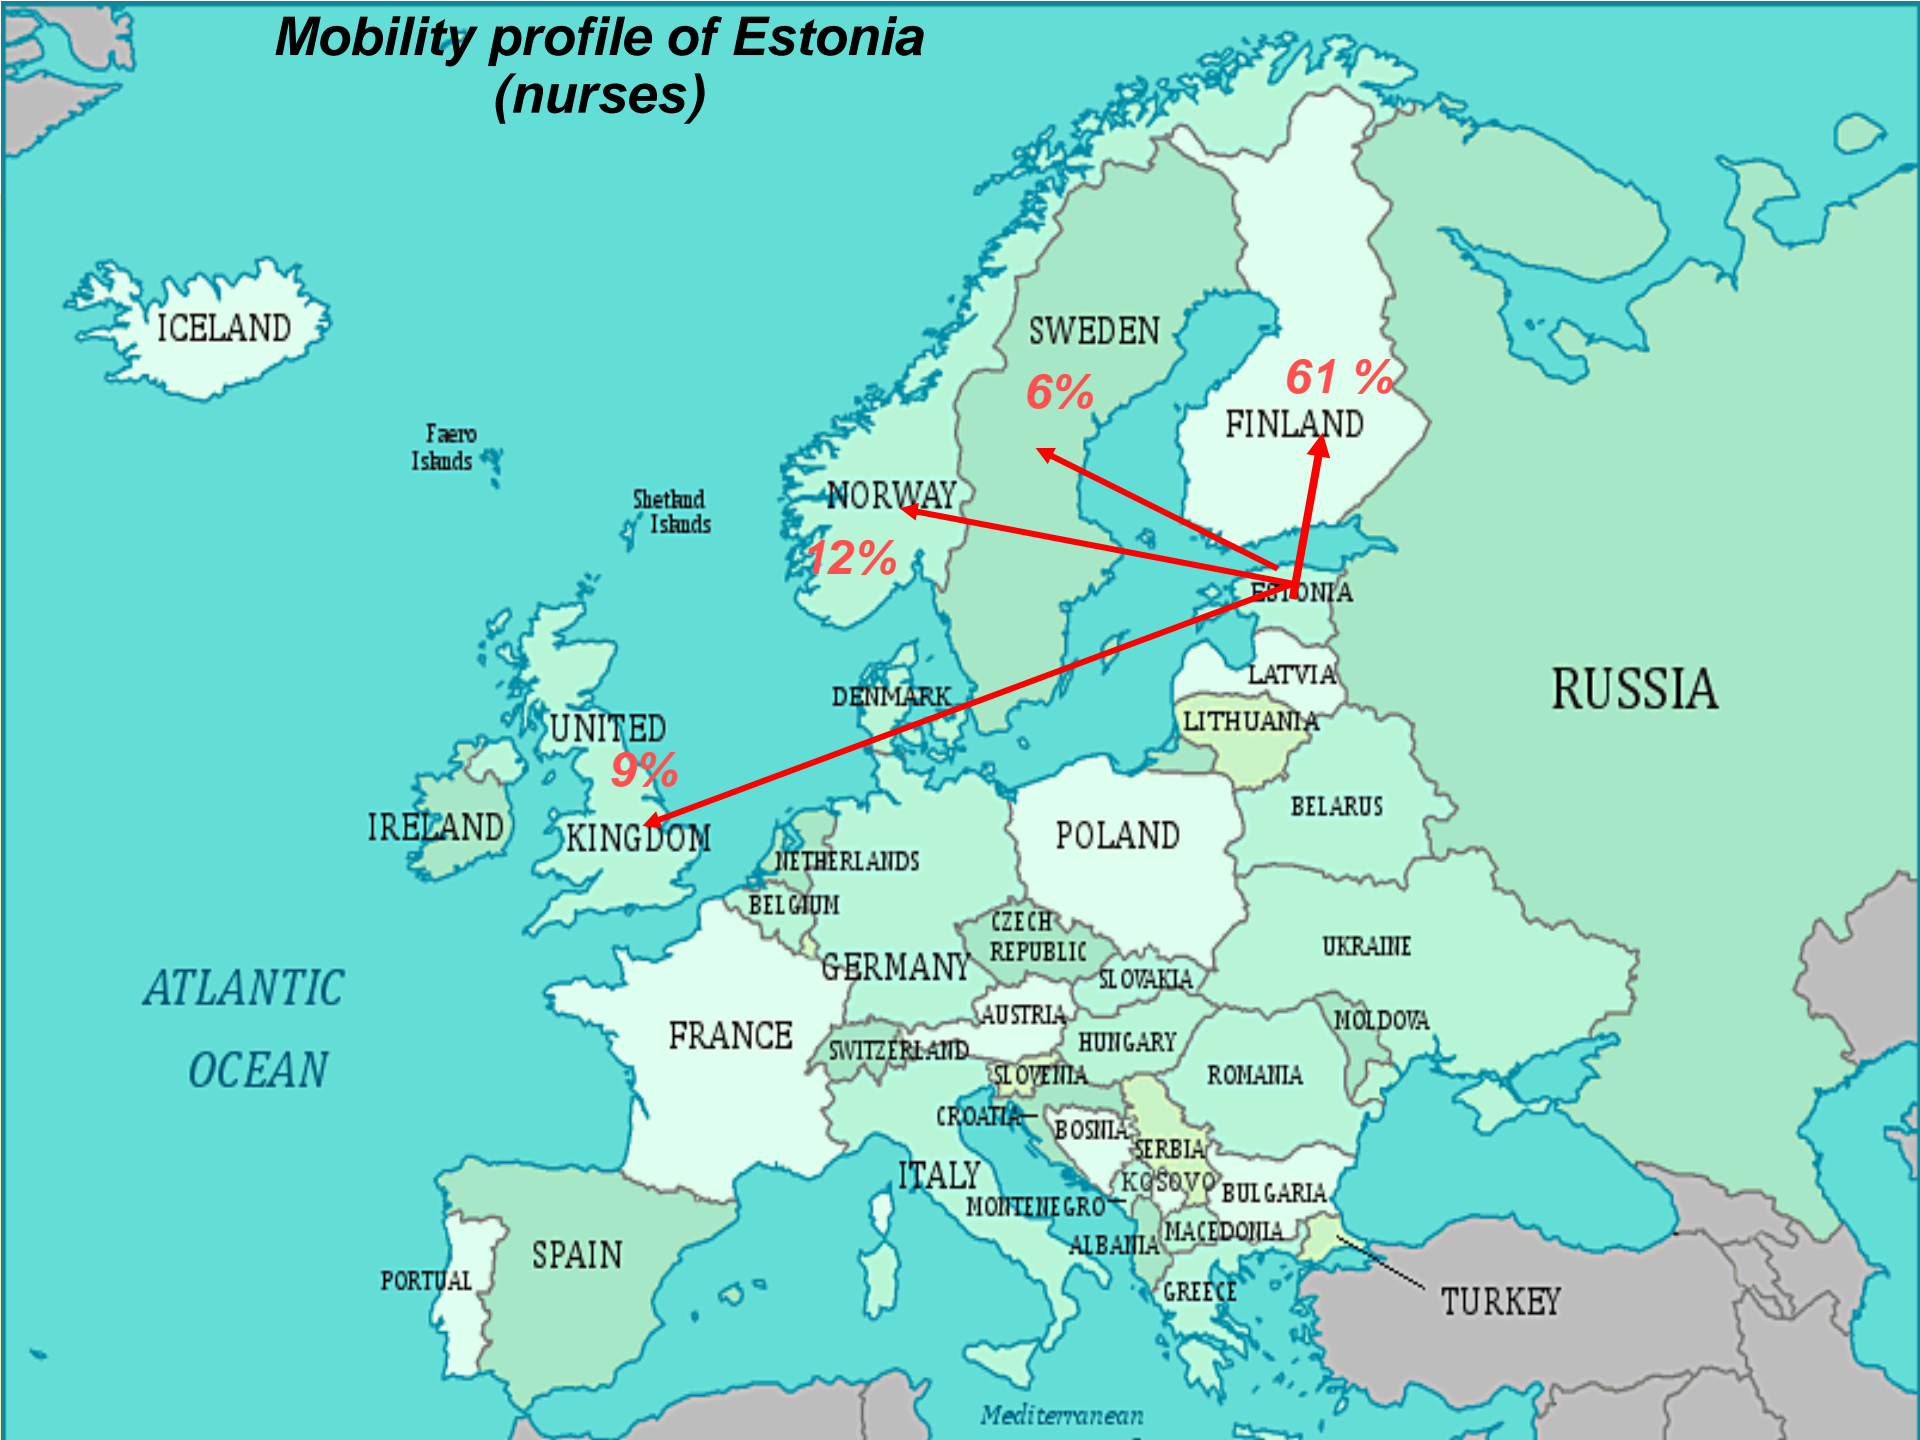 Mobility profile of Estonia
(nurses)
ICELAND
SWEDEN
6%
61 %
FINLAND
Faero
Islands
Shetland
Islands
NORWAY
12%
ESTONIA
LATVIA
LITHUANIA
RUSSIA
DENMARK
UNITED
9%
KINGDOM
IRELAND
BELARUS
POLAND
NETHERLANDS
BELGIUM
CZECH
REPUBLIC
UKRAINE
GERMANY
SLOVAKIA
ATLANTIC
OCEAN
AUSTRIA
MOLDOVA
FRANCE
SWITZERLAND
HUNGARY
SLOVENIA
ROMANIA
CROATIA
BOSNIA
SERBIA
ITALY
KOSOVO
BULGARIA
MONTENEGRO
MACEDONIA
ALBANIA
SPAIN
PORTUAL
GREECE
TURKEY
Mediterranean